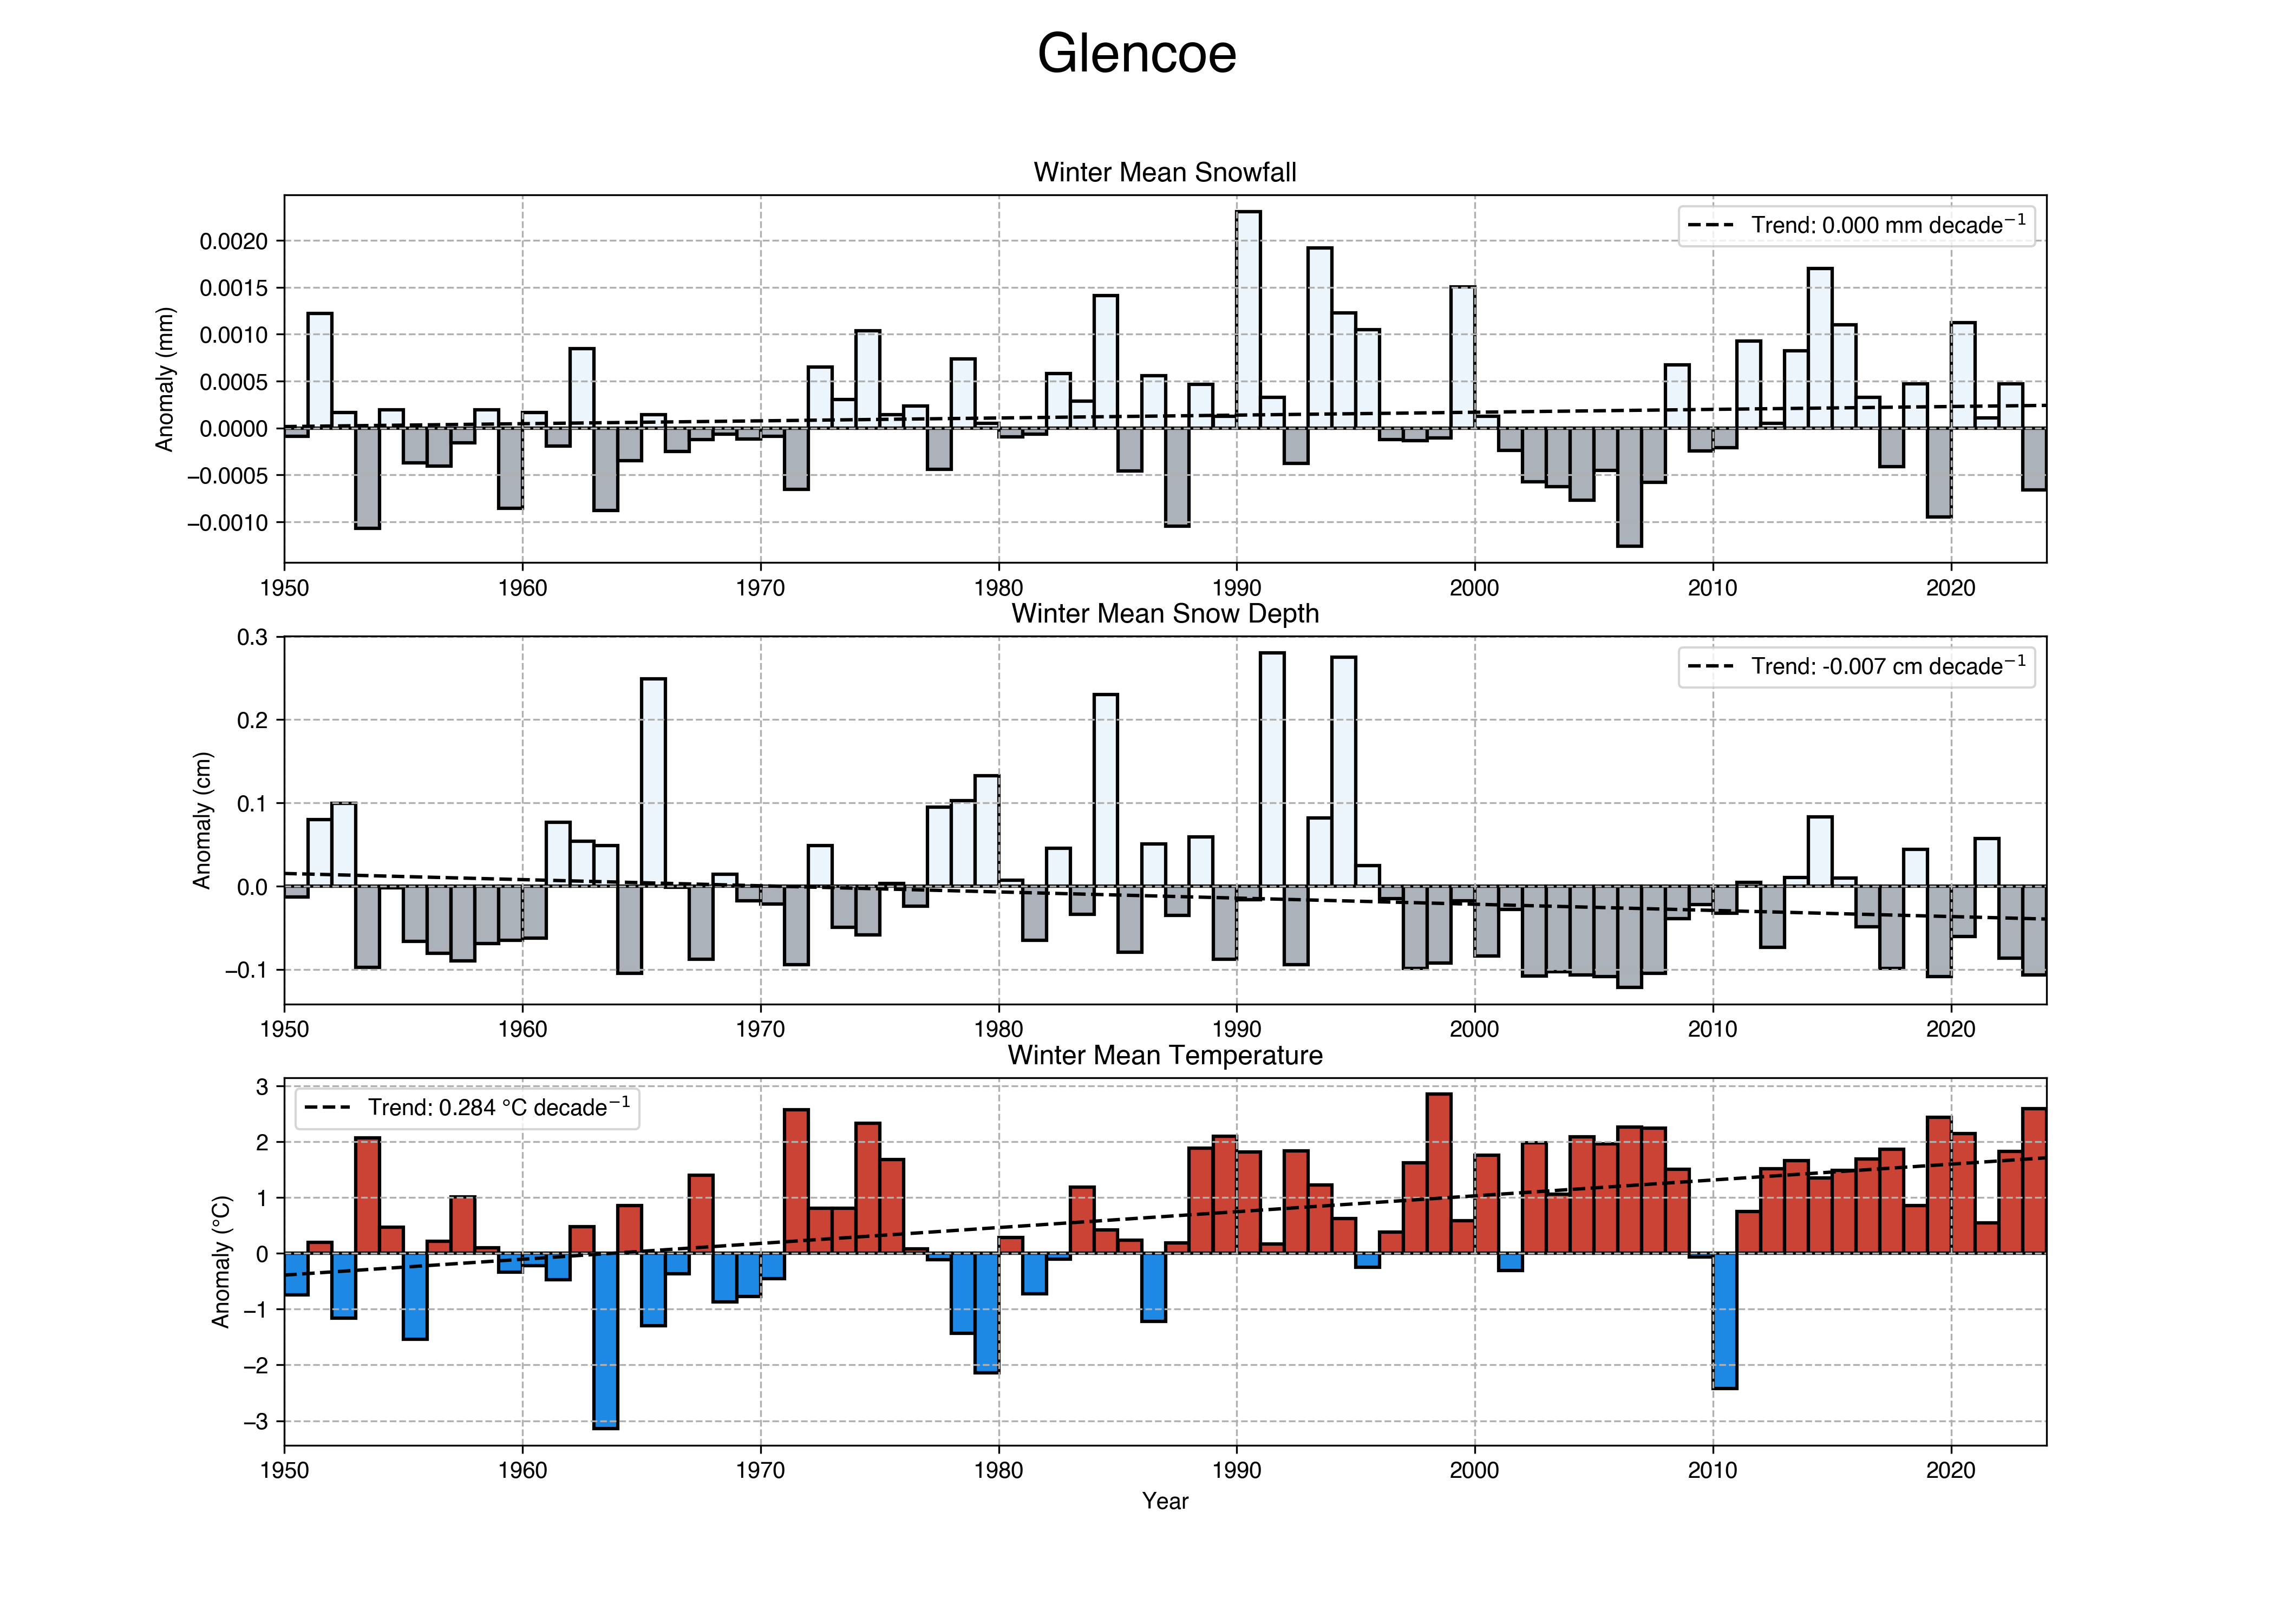 Glencoe
Winter Mean Snowfall
Trend: 0.000 mm decade⁻¹
Anomaly (mm)
0.0020
0.0015
0.0010
0.0005
0.0000
−0.0005
−0.0010
1950 1960 1970 1980 1990 2000 2010 2020
Winter Mean Snow Depth
Trend: -0.007 cm decade⁻¹
Anomaly (cm)
0.3
0.2
0.1
0.0
−0.1
1950 1960 1970 1980 1990 2000 2010 2020
Winter Mean Temperature
Trend: 0.284 °C decade⁻¹
Anomaly (°C)
3
2
1
0
−1
−2
−3
1950 1960 1970 1980 1990 2000 2010 2020
Year